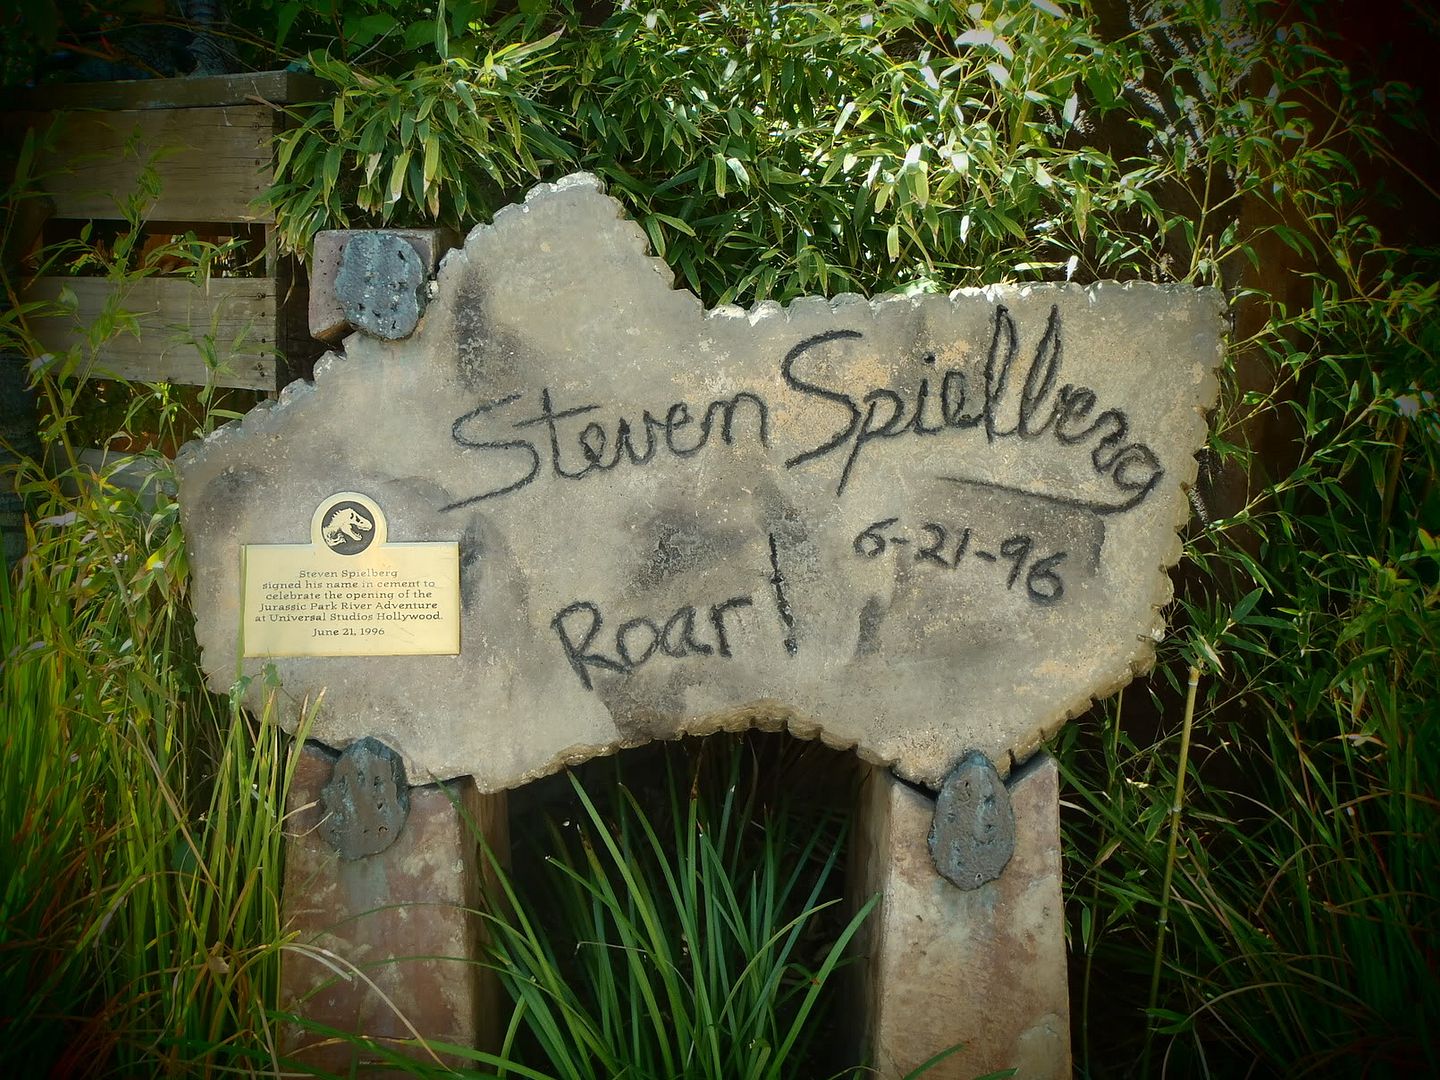 Steven Spielberg
6-21-96
Roar!
Steven Spielberg
signed his name in cement to
celebrate the opening of the
Jurassic Park River Adventure
at Universal Studios Hollywood.
June 21, 1996